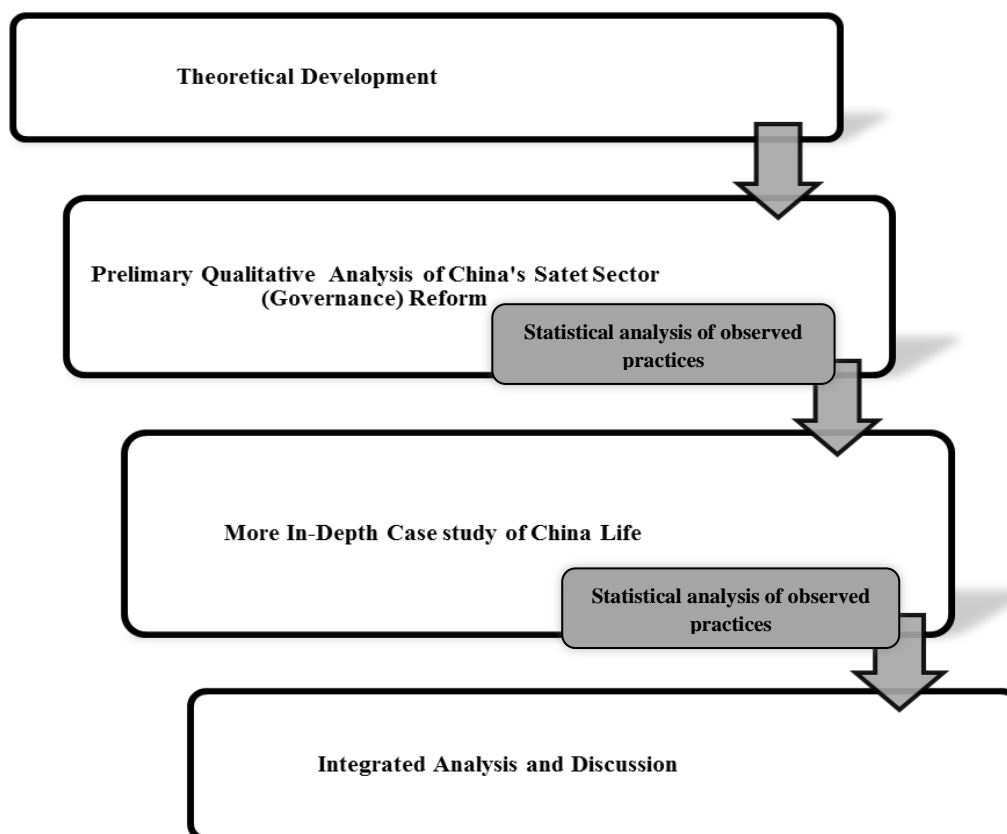 Theoretical Development
Prelimary Qualitative Analysis of China's Satet Sector
(Governance) Reform
Statistical analysis of observed
practices
More In-Depth Case study of China Life
Statistical analysis of observed
practices
Integrated Analysis and Discussion